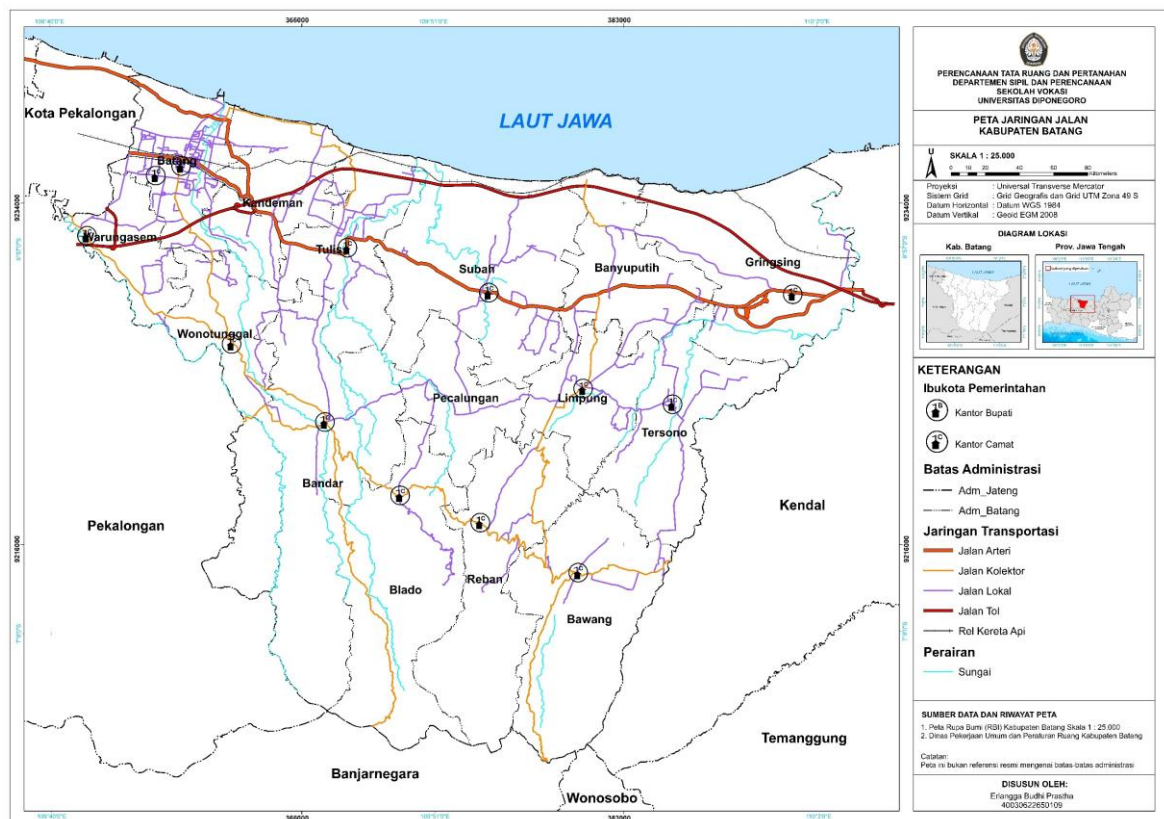 366000
383000
9234000
9216000
Kota Pekalongan
LAUT JAWA
Batang
Kandeman
Warungasem
Tulis
Subah
Banyuputih
Gringsing
Wonotunggal
Pecalungan
Limpung
Tersono
Bandar
Kendal
Pekalongan
Blado
Reban
Bawang
Temanggung
Banjarnegara
Wonosobo
366000
383000
9234000
9216000
PERENCANAAN TATA RUANG DAN PERTANAHAN
DEPARTEMEN SIPIL DAN PERENCANAAN
SEKOLAH VOKASI
UNIVERSITAS DIPONEGORO
PETA JARINGAN JALAN
KABUPATEN BATANG
U
SKALA 1 : 25.000
0 10 20 40 60 80
Kilometers
Proyeksi : Universal Transverse Mercator
Sistem Grid : Grid Geografis dan Grid UTM Zona 49 S
Datum Horizontal : Datum WGS 1984
Datum Vertikal : Geoid EGM 2008
DIAGRAM LOKASI
Kab. Batang
Prov. Jawa Tengah
KETERANGAN
Ibukota Pemerintahan
Kantor Bupati
Kantor Camat
Batas Administrasi
Adm_Jateng
Adm_Batang
Jaringan Transportasi
Jalan Arteri
Jalan Kolektor
Jalan Lokal
Jalan Tol
Rel Kereta Api
Perairan
Sungai
SUMBER DATA DAN RIWAYAT PETA
1. Peta Rupa Bumi (RBI) Kabupaten Batang Skala 1 : 25.000
2. Dinas Pekerjaan Umum dan Peraturan Ruang Kabupaten Batang
Catatan:
Peta ini bukan referensi resmi mengenai batas-batas administrasi
DISUSUN OLEH:
Erlangga Budhi Prastha
40030622650109